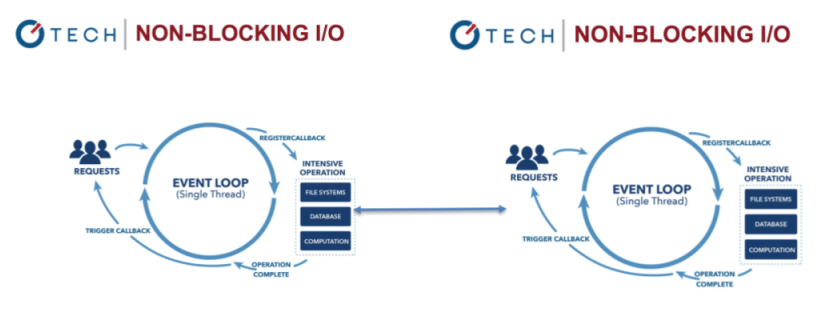 TECH NON-BLOCKING I/O
REGISTERCALLBACK
REQUESTS
INTENSIVE
OPERATION
EVENT LOOP
(Single Thread)
FILE SYSTEMS
DATABASE
TRIGGER CALLBACK
COMPUTATION
OPERATION
COMPLETE
TECH NON-BLOCKING I/O
REGISTERCALLBACK
REQUESTS
INTENSIVE
OPERATION
EVENT LOOP
(Single Thread)
FILE SYSTEMS
DATABASE
TRIGGER CALLBACK
COMPUTATION
OPERATION
COMPLETE